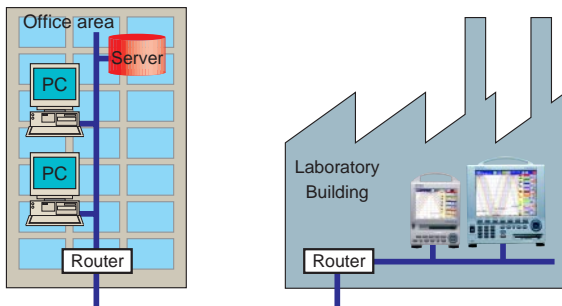 Office area
Server
PC
PC
Router
Laboratory
Building
Router